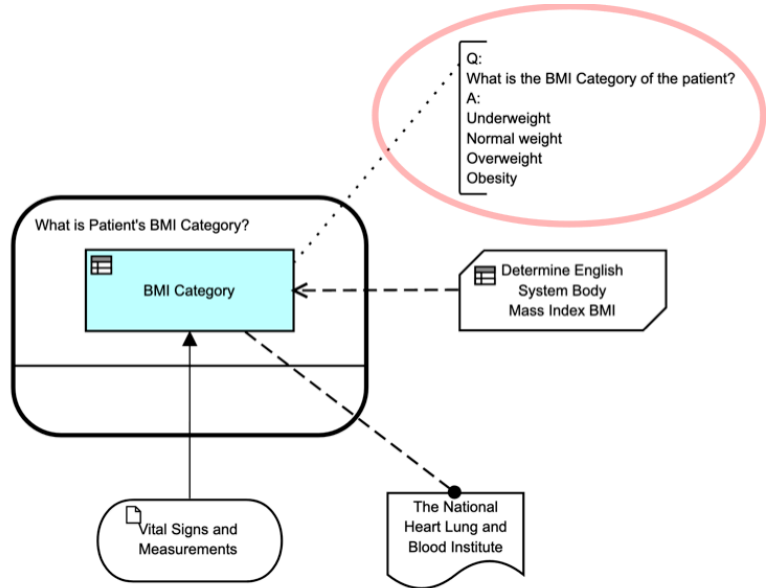 Q:
What is the BMI Category of the patient?
A:
Underweight
Normal weight
Overweight
Obesity
What is Patient's BMI Category?
BMI Category
Determine English
System Body
Mass Index BMI
Vital Signs and
Measurements
The National
Heart Lung and
Blood Institute